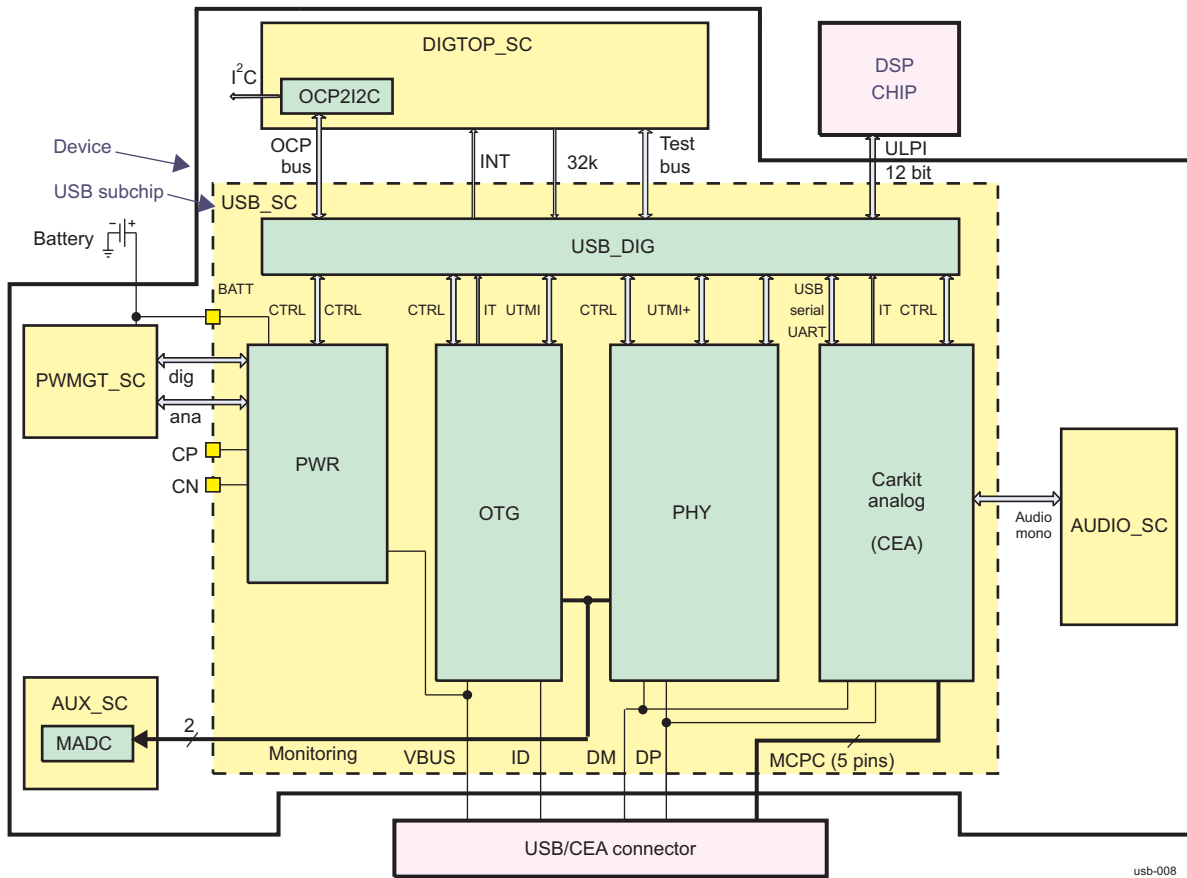 DIGTOP_SC
I²C
OCP2I2C
DSP
CHIP
Device
OCP
bus
INT
32k
Test
bus
ULPI
12 bit
USB subchip
USB_SC
Battery
- +
USB_DIG
BATT
CTRL
CTRL
CTRL
IT
UTMI
CTRL
UTMI+
USB
serial
UART
IT
CTRL
PWMGT_SC
dig
ana
CP
CN
PWR
OTG
PHY
Carkit
analog
(CEA)
Audio
mono
AUDIO_SC
AUX_SC
MADC
2
Monitoring
VBUS
ID
DM
DP
MCPC (5 pins)
USB/CEA connector
usb-008